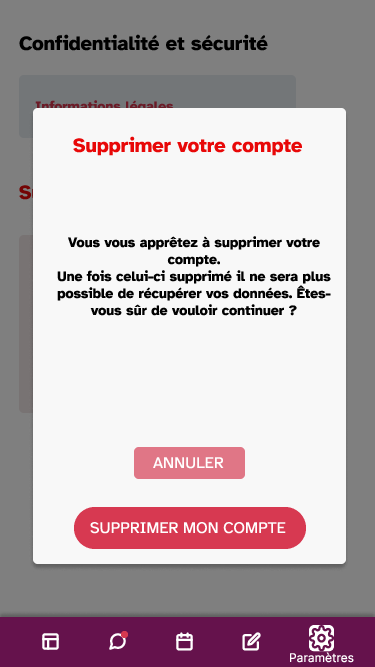 Confidentialité et sécurité
Informations légales
Supprimer votre compte
Vous vous apprêtez à supprimer votre
compte.
Une fois celui-ci supprimé il ne sera plus
possible de récupérer vos données. Êtes-
vous sûr de vouloir continuer ?
ANNULER
SUPPRIMER MON COMPTE
Paramètres